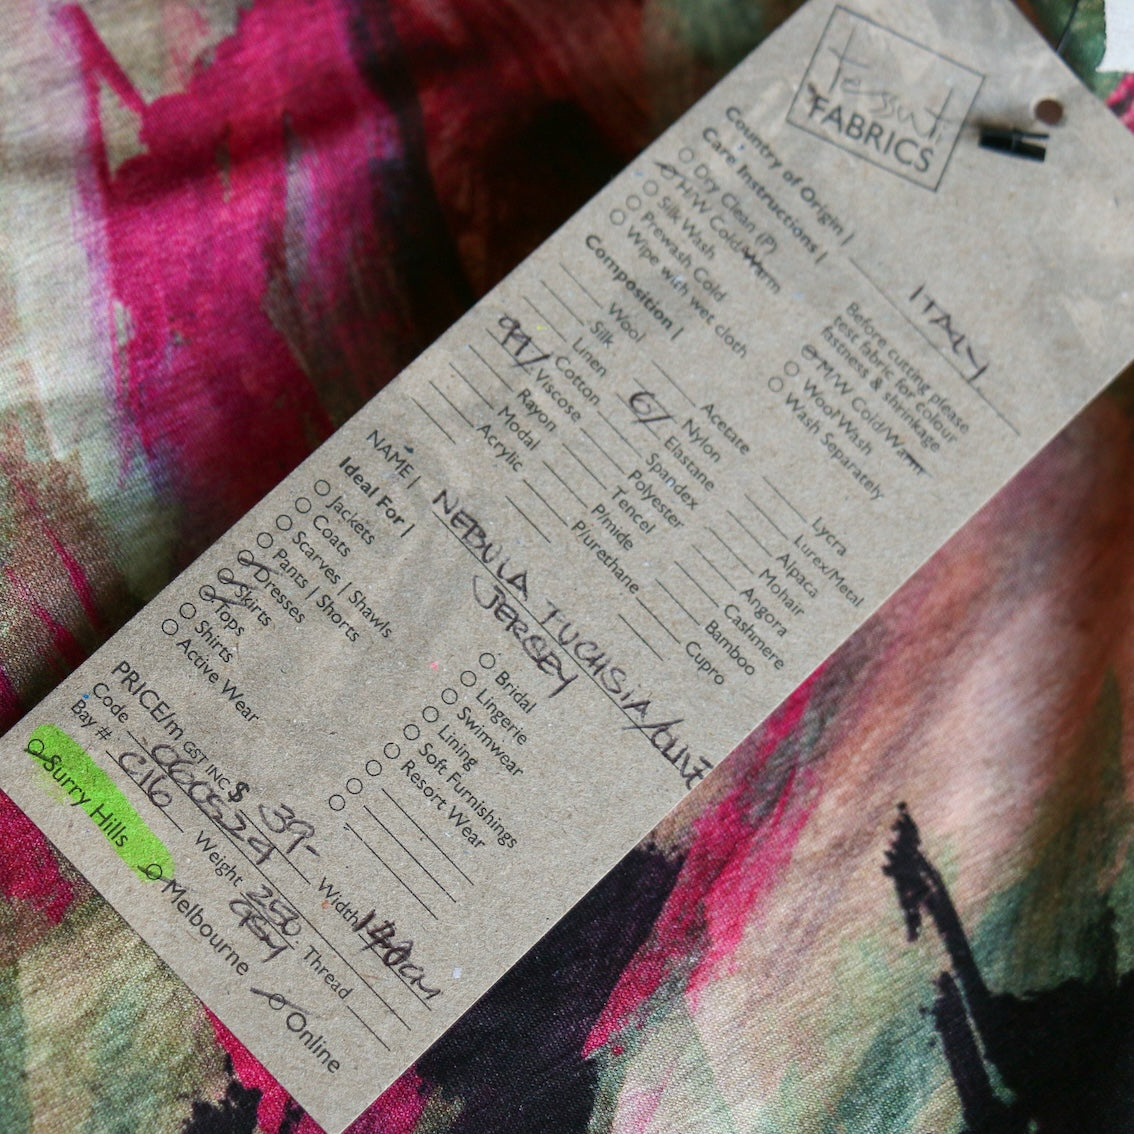 Tessuti
FABRICS
Country of Origin | ITALY
Care Instructions |
Dry Clean (P)
H/W Cold/Warm
Silk Wash
Prewash Cold
Wipe with wet cloth
Before cutting please
test fabric for colour
fastness & shrinkage
M/W Cold/Warm
Wool Wash
Wash Separately
Composition |
Wool
Silk
Linen
Cotton
Viscose
Rayon
Modal
Acrylic
Acetate
Nylon
6% Elastane
Spandex
Polyester
Tencel
P/mide
P/urethane
Lycra
Lurex/Metal
Alpaca
Mohair
Angora
Cashmere
Bamboo
Cupro
NAME | NEBULA FUCHSIA/OLIVE
JERSEY
Ideal For |
Jackets
Coats
Scarves | Shawls
Pants | Shorts
Dresses
Skirts
Tops
Shirts
Active Wear
Bridal
Lingerie
Swimwear
Lining
Soft Furnishings
Resort Wear
PRICE/m GST INC $ 39- Width 140cm
Code 060524 Weight 250 Thread
Bay # C16 GSM
Surry Hills Melbourne Online